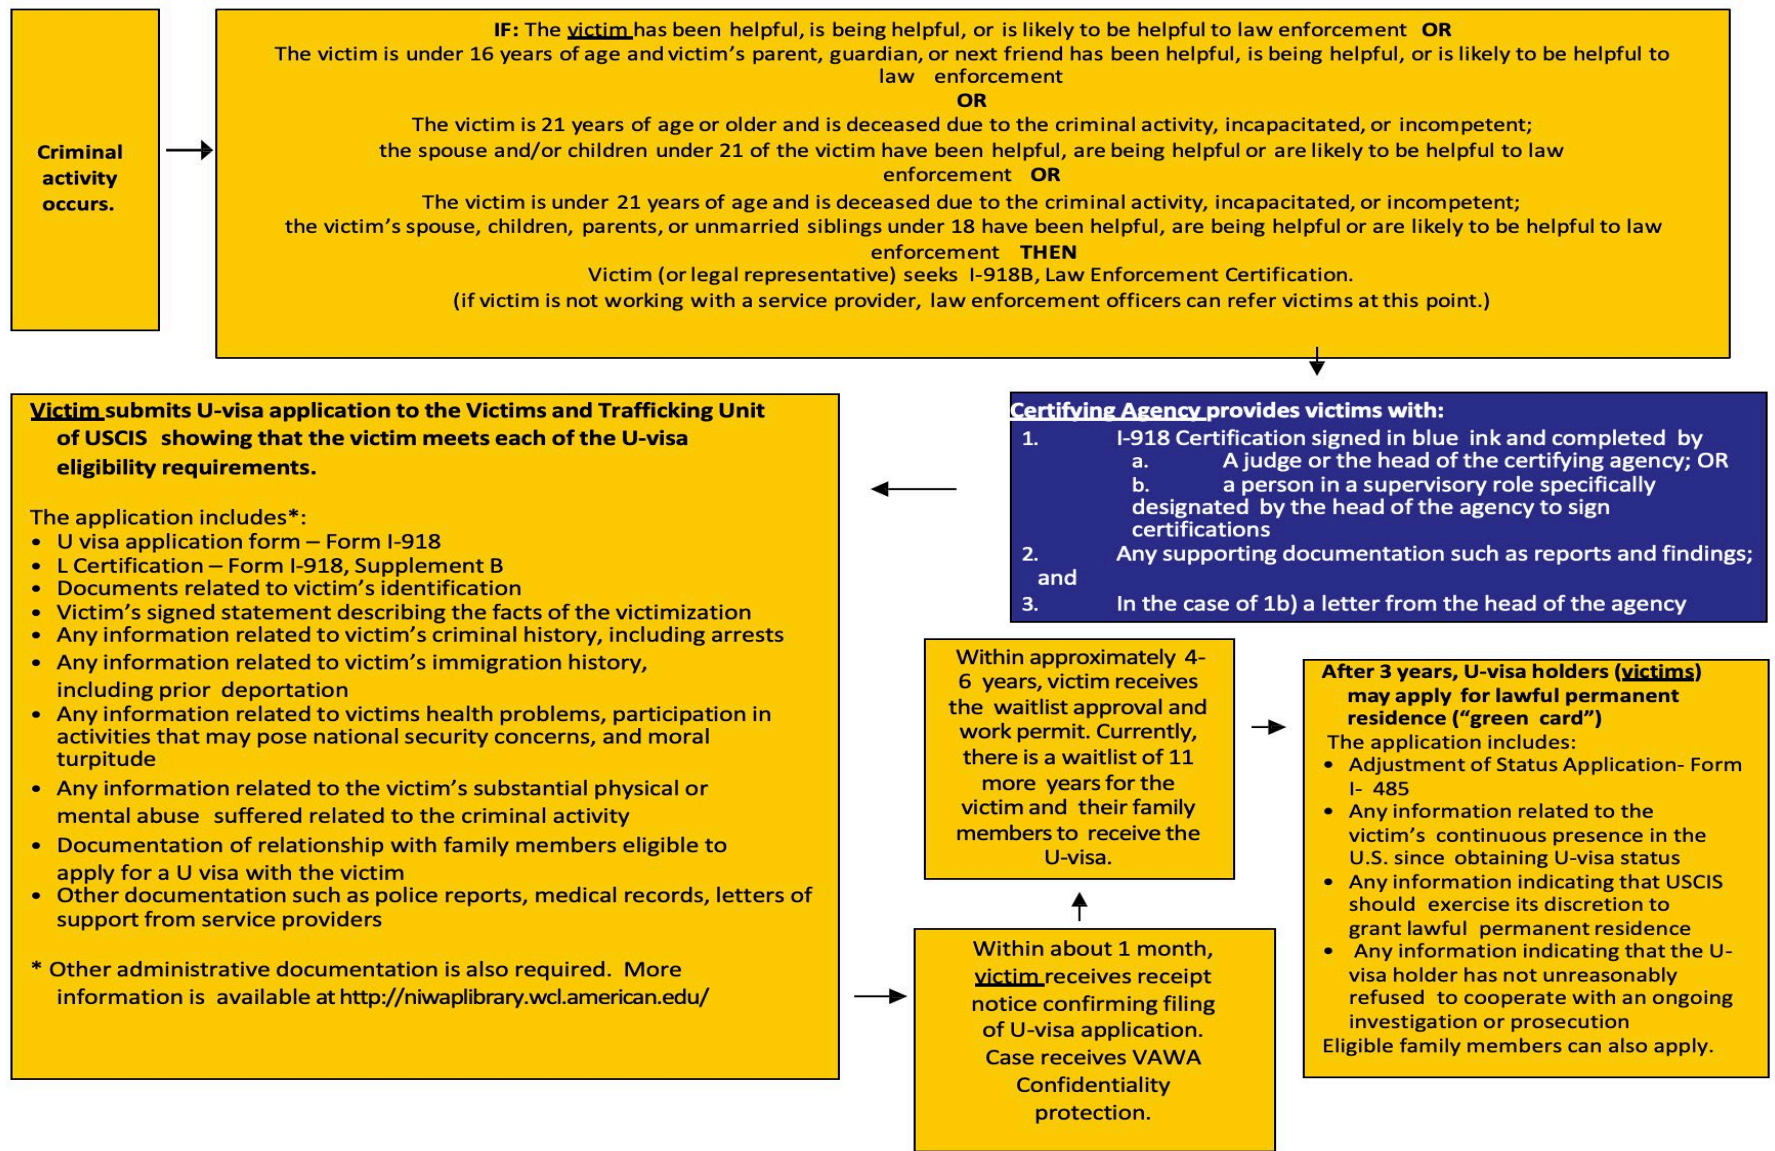 Criminal
activity
occurs.
IF: The victim has been helpful, is being helpful, or is likely to be helpful to law enforcement OR
The victim is under 16 years of age and victim's parent, guardian, or next friend has been helpful, is being helpful, or is likely to be helpful to
law enforcement
OR
The victim is 21 years of age or older and is deceased due to the criminal activity, incapacitated, or incompetent;
the spouse and/or children under 21 of the victim have been helpful, are being helpful or are likely to be helpful to law
enforcement OR
The victim is under 21 years of age and is deceased due to the criminal activity, incapacitated, or incompetent;
the victim's spouse, children, parents, or unmarried siblings under 18 have been helpful, are being helpful or are likely to be helpful to law
enforcement THEN
Victim (or legal representative) seeks I-918B, Law Enforcement Certification.
(if victim is not working with a service provider, law enforcement officers can refer victims at this point.)
Certifying Agency provides victims with:
1. I-918 Certification signed in blue ink and completed by
a. A judge or the head of the certifying agency; OR
b. a person in a supervisory role specifically
designated by the head of the agency to sign
certifications
2. Any supporting documentation such as reports and findings;
and
3. In the case of 1b) a letter from the head of the agency
Victim submits U-visa application to the Victims and Trafficking Unit
of USCIS showing that the victim meets each of the U-visa
eligibility requirements.
The application includes*:
• U visa application form – Form I-918
• L Certification – Form I-918, Supplement B
• Documents related to victim's identification
• Victim's signed statement describing the facts of the victimization
• Any information related to victim's criminal history, including arrests
• Any information related to victim's immigration history,
including prior deportation
• Any information related to victims health problems, participation in
activities that may pose national security concerns, and moral
turpitude
• Any information related to the victim's substantial physical or
mental abuse suffered related to the criminal activity
• Documentation of relationship with family members eligible to
apply for a U visa with the victim
• Other documentation such as police reports, medical records, letters of
support from service providers
* Other administrative documentation is also required. More
information is available at http://niwaplibrary.wcl.american.edu/
Within about 1 month,
victim receives receipt
notice confirming filing
of U-visa application.
Case receives VAWA
Confidentiality
protection.
Within approximately 4-
6 years, victim receives
the waitlist approval and
work permit. Currently,
there is a waitlist of 11
more years for the
victim and their family
members to receive the
U-visa.
After 3 years, U-visa holders (victims)
may apply for lawful permanent
residence (“green card”)
The application includes:
• Adjustment of Status Application- Form
I- 485
• Any information related to the
victim's continuous presence in the
U.S. since obtaining U-visa status
• Any information indicating that USCIS
should exercise its discretion to
grant lawful permanent residence
• Any information indicating that the U-
visa holder has not unreasonably
refused to cooperate with an ongoing
investigation or prosecution
Eligible family members can also apply.